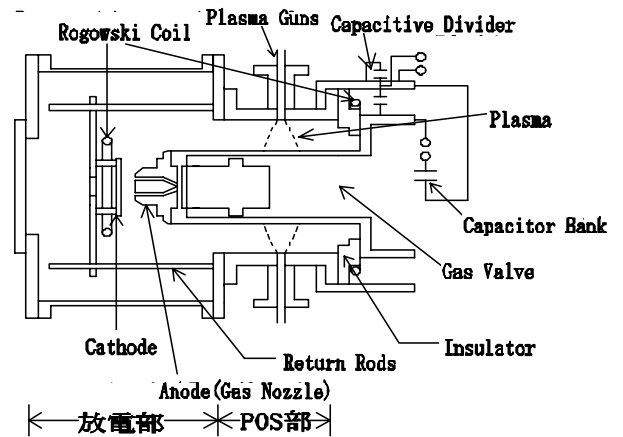 Plasma Guns
Rogowski Coil
Capacitive Divider
Plasma
Capacitor Bank
Gas Valve
Insulator
Cathode
Return Rods
Anode(Gas Nozzle)
放電部
POS部